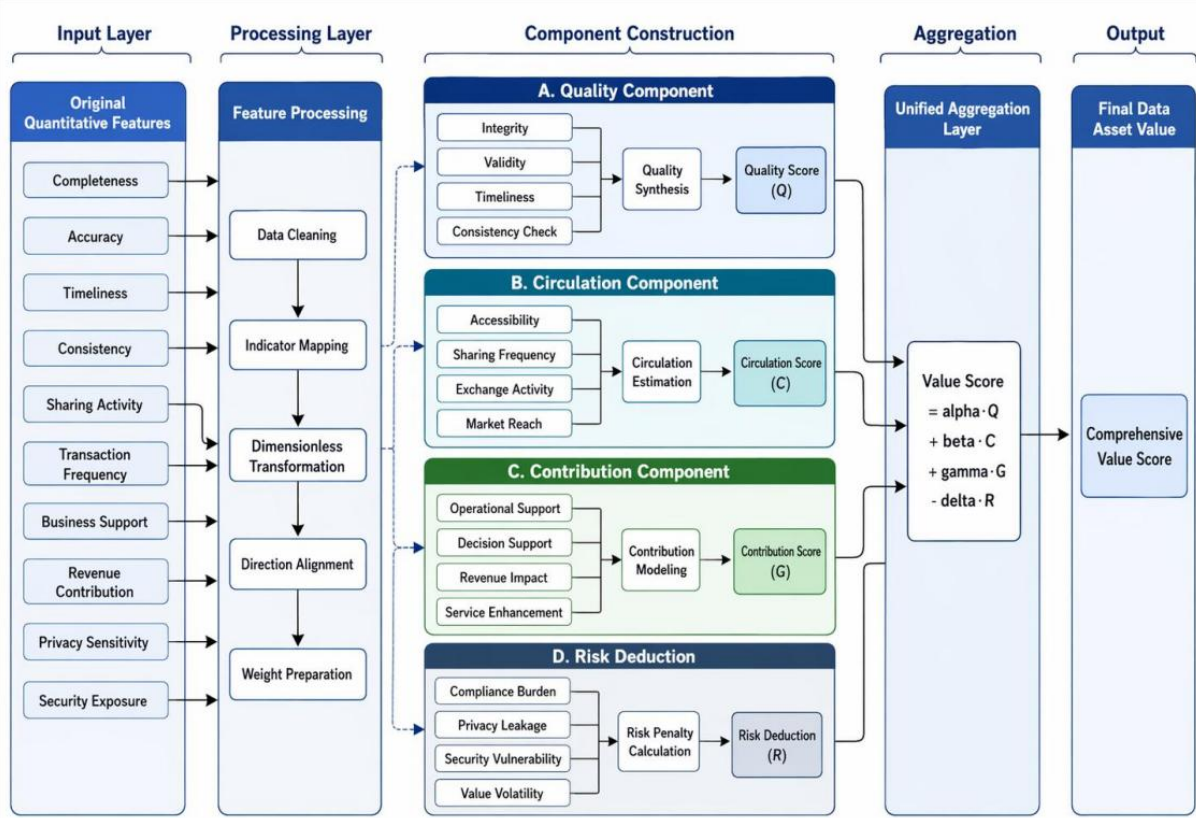 Input Layer
Processing Layer
Component Construction
Aggregation
Output
Original
Quantitative Features
Completeness
Accuracy
Timeliness
Consistency
Sharing Activity
Transaction
Frequency
Business Support
Revenue
Contribution
Privacy Sensitivity
Security Exposure
Feature Processing
Data Cleaning
Indicator Mapping
Dimensionless
Transformation
Direction Alignment
Weight Preparation
A. Quality Component
Integrity
Validity
Timeliness
Consistency Check
Quality
Synthesis
Quality Score
(Q)
B. Circulation Component
Accessibility
Sharing Frequency
Exchange Activity
Market Reach
Circulation
Estimation
Circulation Score
(C)
C. Contribution Component
Operational Support
Decision Support
Revenue Impact
Service Enhancement
Contribution
Modeling
Contribution Score
(G)
D. Risk Deduction
Compliance Burden
Privacy Leakage
Security Vulnerability
Value Volatility
Risk Penalty
Calculation
Risk Deduction
(R)
Unified Aggregation
Layer
Value Score
= alpha·Q
+ beta·C
+ gamma·G
- delta·R
Final Data
Asset Value
Comprehensive
Value Score